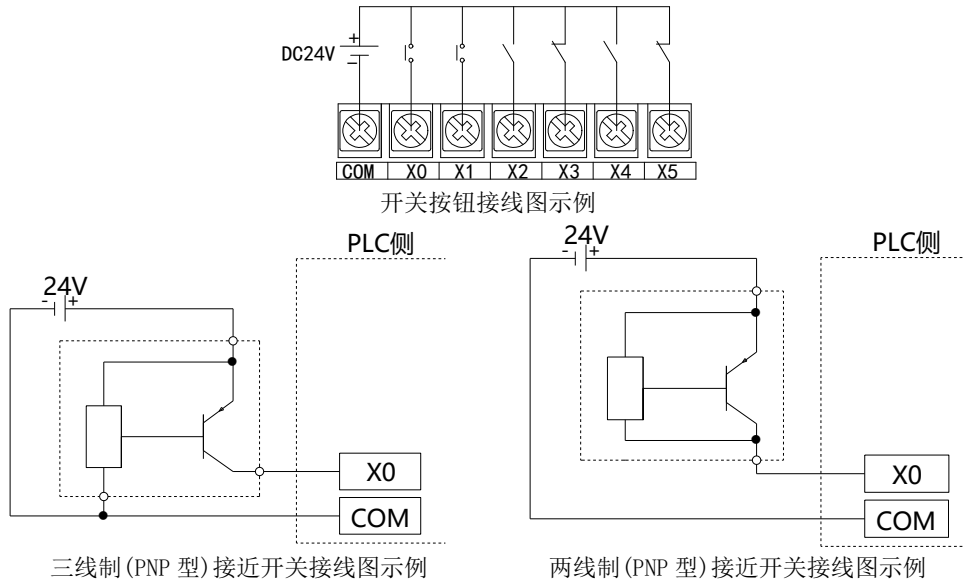 +
DC24V
−
COM X0 X1 X2 X3 X4 X5
开关按钮接线图示例
24V
- +
PLC侧
X0
COM
三线制(PNP 型)接近开关接线图示例
24V
- +
PLC侧
X0
COM
两线制(PNP 型)接近开关接线图示例